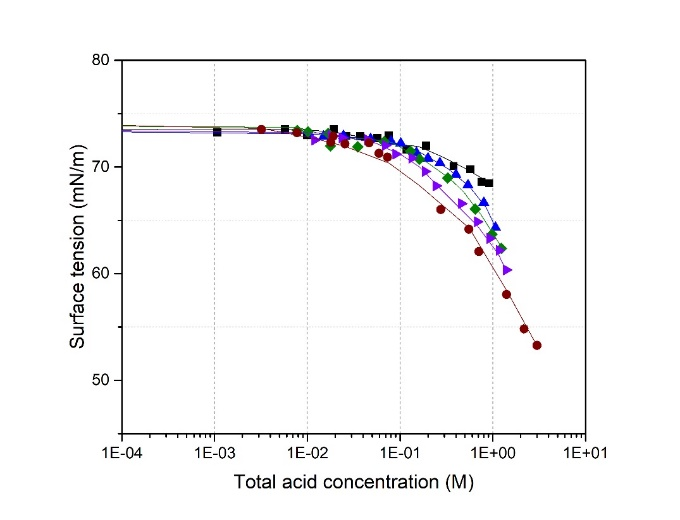 80
70
60
50
Surface tension (mN/m)
1E-04 1E-03 1E-02 1E-01 1E+00 1E+01
Total acid concentration (M)